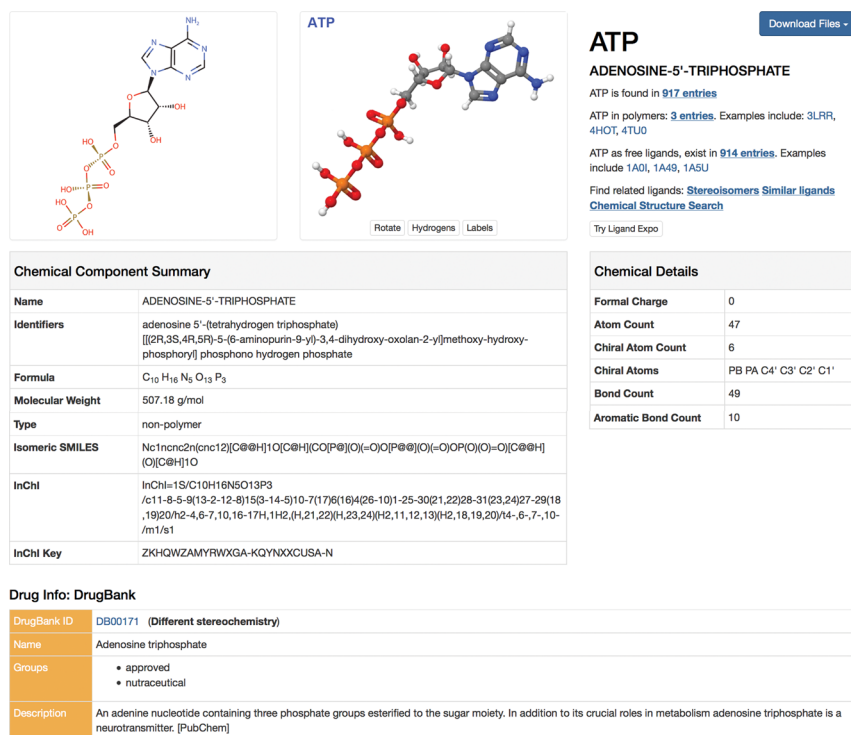 NH₂
N
N
N
N
O
OH
OH
O
HO
P
O
O
HO
P
O
HO
O
P
O
OH
ATP
Rotate Hydrogens Labels
Download Files
ATP
ADENOSINE-5'-TRIPHOSPHATE
ATP is found in 917 entries
ATP in polymers: 3 entries. Examples include: 3LRR,
4HOT, 4TU0
ATP as free ligands, exist in 914 entries. Examples
include 1A0I, 1A49, 1A5U
Find related ligands: Stereoisomers Similar ligands
Chemical Structure Search
Try Ligand Expo
Chemical Component Summary
Name ADENOSINE-5'-TRIPHOSPHATE
Identifiers adenosine 5'-(tetrahydrogen triphosphate)
[[(2R,3S,4R,5R)-5-(6-aminopurin-9-yl)-3,4-dihydroxy-oxolan-2-yl]methoxy-hydroxy-
phosphoryl] phosphono hydrogen phosphate
Formula C₁₀ H₁₆ N₅ O₁₃ P₃
Molecular Weight 507.18 g/mol
Type non-polymer
Isomeric SMILES Nc1ncnc2n(cnc12)[C@@H]1O[C@H](CO[P@](O)(=O)O[P@@](O)(=O)OP(O)(O)=O)[C@@H]
(O)[C@H]1O
InChI InChI=1S/C10H16N5O13P3
/c11-8-5-9(13-2-12-8)15(3-14-5)10-7(17)6(16)4(26-10)1-25-30(21,22)28-31(23,24)27-29(18
,19)20/h2-4,6-7,10,16-17H,1H2,(H,21,22)(H,23,24)(H2,11,12,13)(H2,18,19,20)/t4-,6-,7-,10-
/m1/s1
InChI Key ZKHQWZAMYRWXGA-KQYNXXCUSA-N
Chemical Details
Formal Charge 0
Atom Count 47
Chiral Atom Count 6
Chiral Atoms PB PA C4' C3' C2' C1'
Bond Count 49
Aromatic Bond Count 10
Drug Info: DrugBank
DrugBank ID DB00171 (Different stereochemistry)
Name Adenosine triphosphate
Groups • approved
• nutraceutical
Description An adenine nucleotide containing three phosphate groups esterified to the sugar moiety. In addition to its crucial roles in metabolism adenosine triphosphate is a
neurotransmitter. [PubChem]